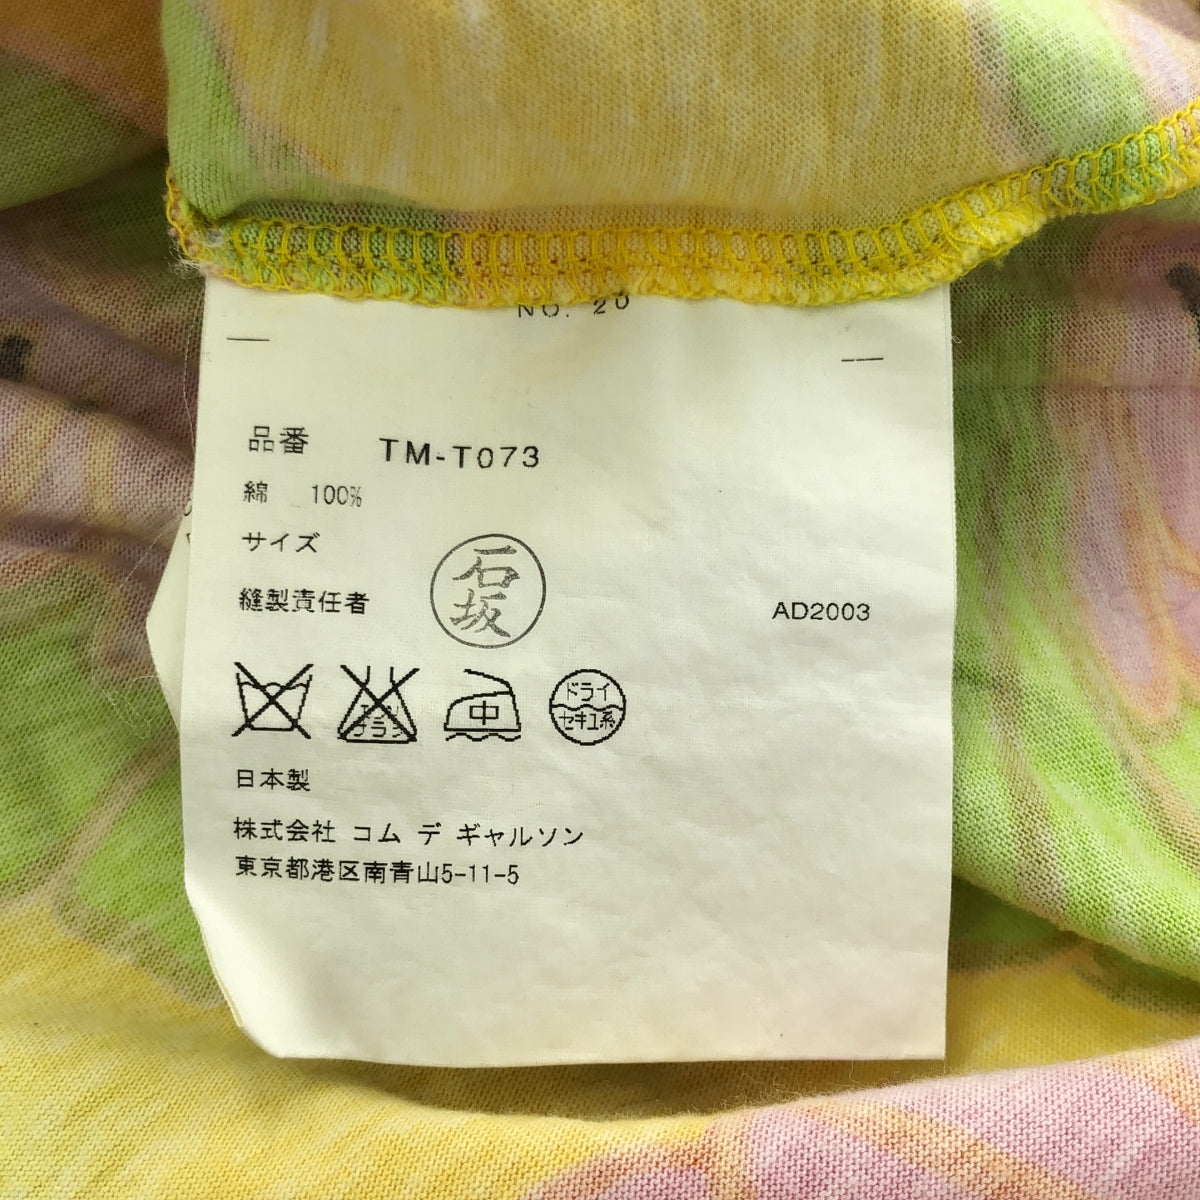 NO. 20
品番 TM-T073
綿 100%
サイズ
縫製責任者 石坂 AD2003
中 ドライ セキユ系
日本製
株式会社 コム デ ギャルソン
東京都港区南青山5-11-5